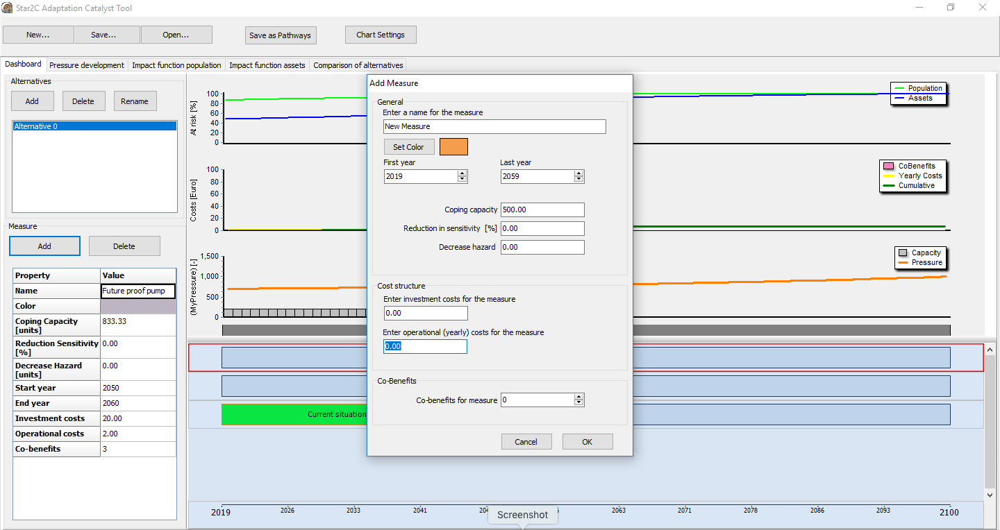 Star2C Adaptation Catalyst Tool
New...
Save...
Open...
Save as Pathways
Chart Settings
Dashboard
Pressure development
Impact function population
Impact function assets
Comparison of alternatives
Alternatives
Add
Delete
Rename
Alternative 0
Measure
Add
Delete
Property Value
Name Future proof pump
Color
Coping Capacity
[units]
833.33
Reduction Sensitivity
[%]
0.00
Decrease Hazard
[units]
0.00
Start year 2050
End year 2060
Investment costs 20.00
Operational costs 2.00
Co-benefits 3
At risk [%]
100
80
60
40
20
0
Population
Assets
Costs [Euro]
100
80
60
40
20
0
CoBenefits
Yearly Costs
Cumulative
(MyPressure) [-]
1,500
1,000
500
0
Capacity
Pressure
Current situation
2019
2026
2033
2041
2063
2071
2078
2086
2093
2100
Screenshot
Add Measure
General
Enter a name for the measure
New Measure
Set Color
First year
2019
Last year
2059
Coping capacity 500.00
Reduction in sensitivity [%] 0.00
Decrease hazard 0.00
Cost structure
Enter investment costs for the measure
0.00
Enter operational (yearly) costs for the measure
0.00
Co-Benefits
Co-benefits for measure 0
Cancel
OK